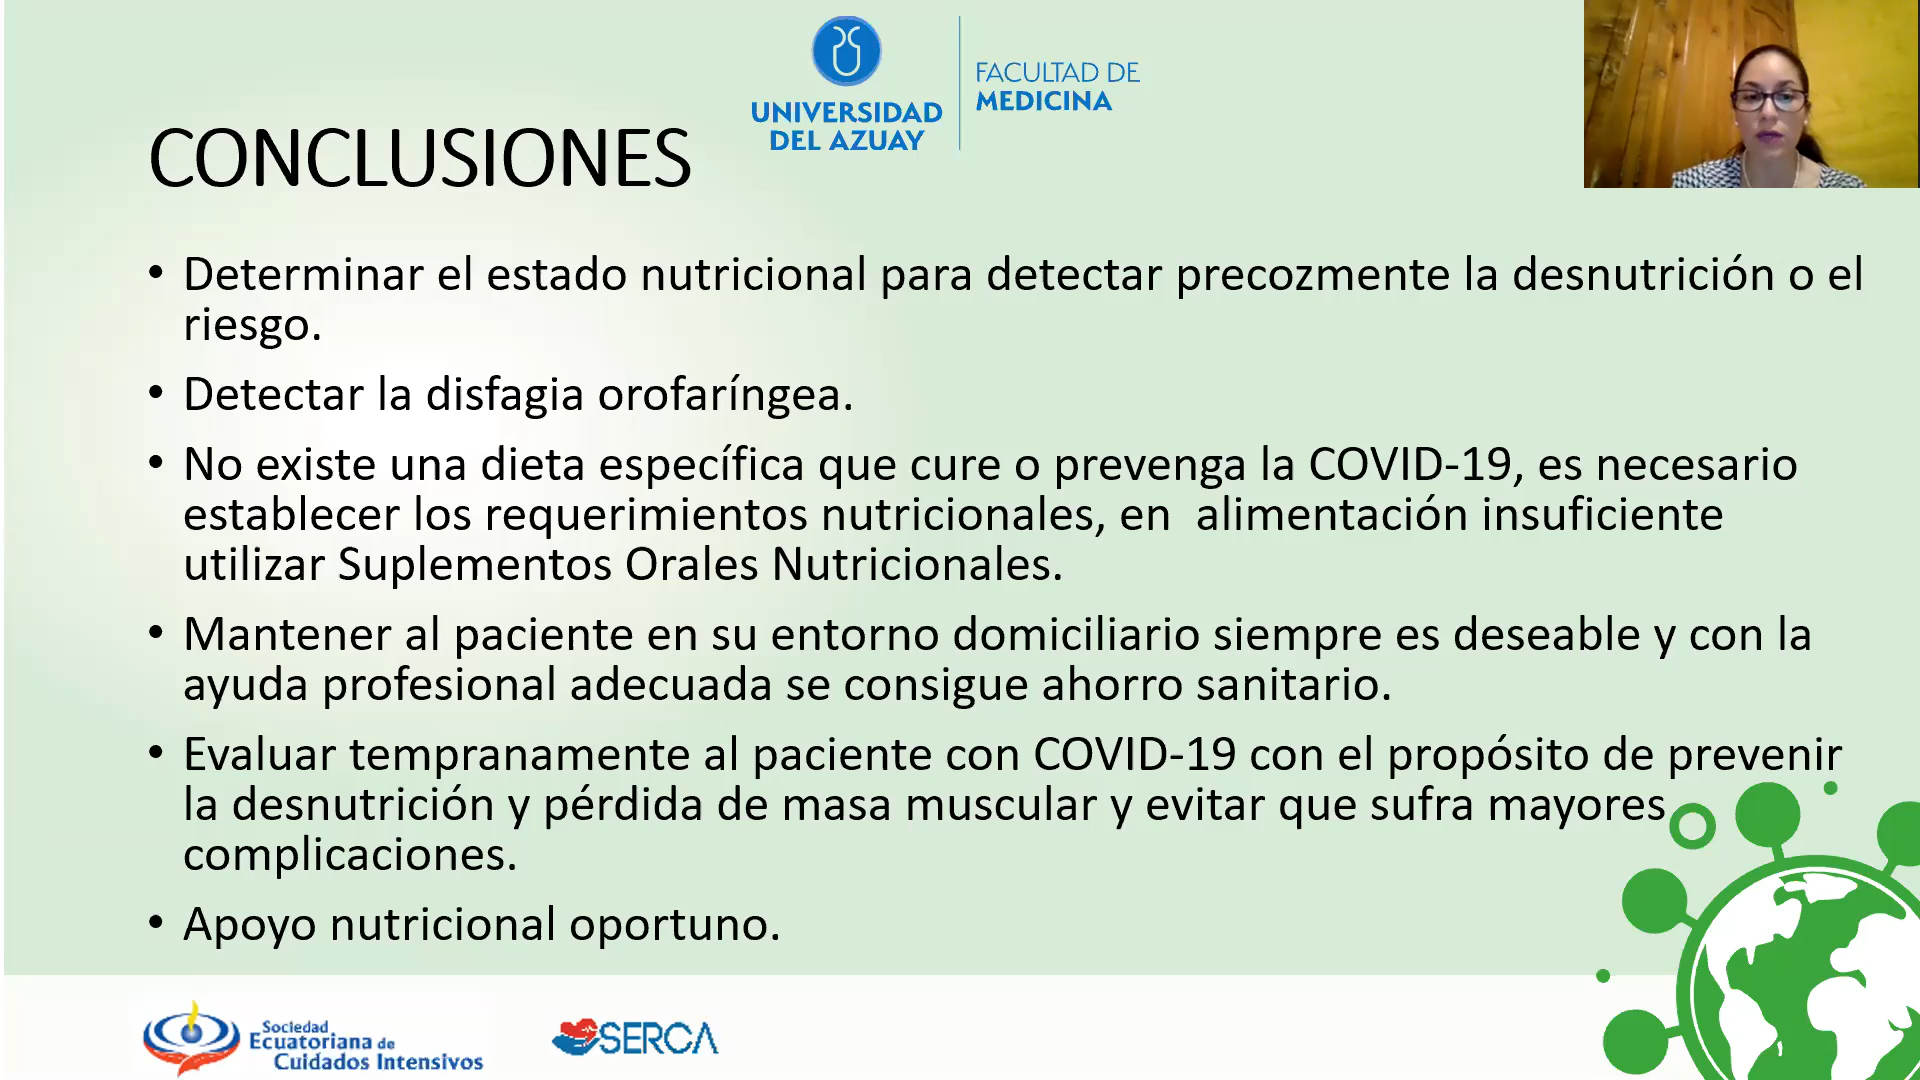 UNIVERSIDAD
DEL AZUAY
FACULTAD DE
MEDICINA
CONCLUSIONES
• Determinar el estado nutricional para detectar precozmente la desnutrición o el
riesgo.
• Detectar la disfagia orofaríngea.
• No existe una dieta específica que cure o prevenga la COVID-19, es necesario
establecer los requerimientos nutricionales, en  alimentación insuficiente
utilizar Suplementos Orales Nutricionales.
• Mantener al paciente en su entorno domiciliario siempre es deseable y con la
ayuda profesional adecuada se consigue ahorro sanitario.
• Evaluar tempranamente al paciente con COVID-19 con el propósito de prevenir
la desnutrición y pérdida de masa muscular y evitar que sufra mayores
complicaciones.
• Apoyo nutricional oportuno.
Sociedad
Ecuatoriana de
Cuidados Intensivos
SERCA